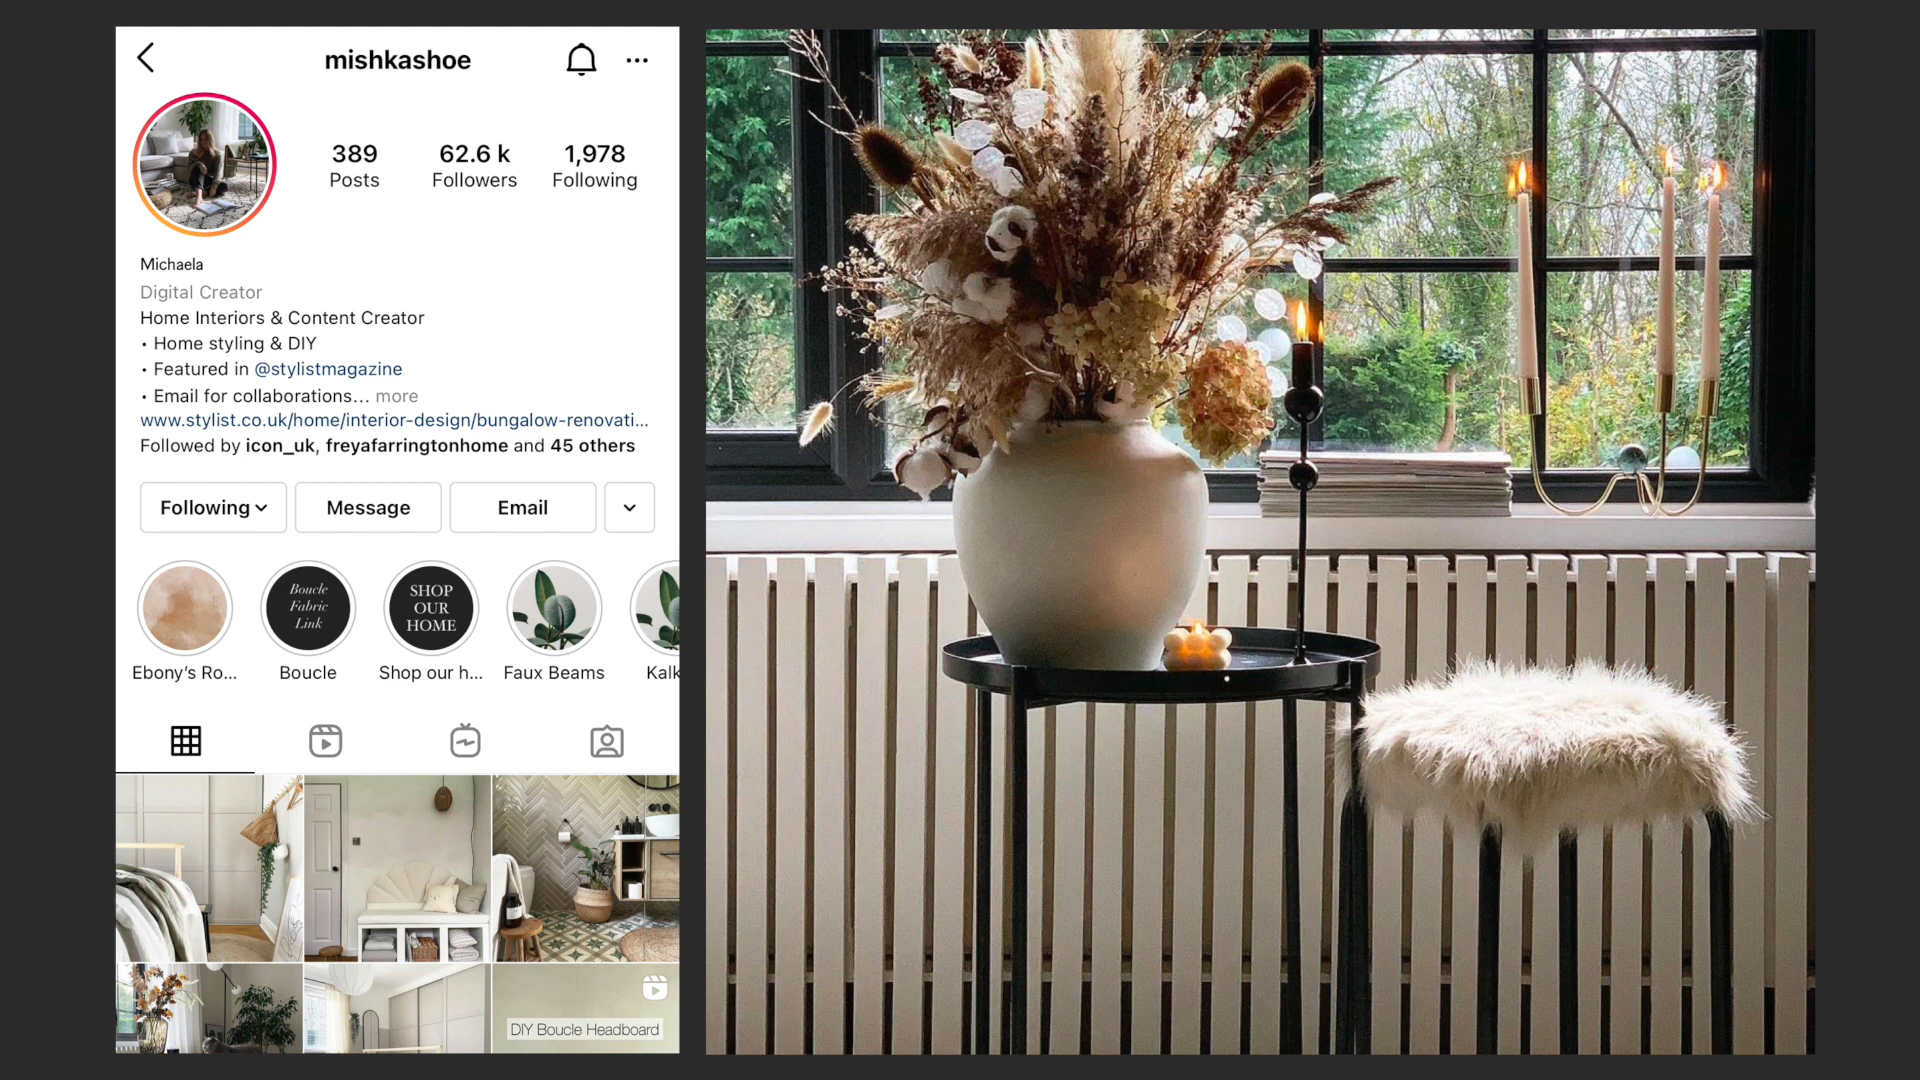 mishkashoe
389 62.6 k 1,978
Posts Followers Following
Michaela
Digital Creator
Home Interiors & Content Creator
• Home styling & DIY
• Featured in @stylistmagazine
• Email for collaborations... more
www.stylist.co.uk/home/interior-design/bungalow-renovati...
Followed by icon_uk, freyafarringtonhome and 45 others
Following Message Email
Boucle
Fabric
Link
SHOP
OUR
HOME
Ebony's Ro... Boucle Shop our h... Faux Beams Kalk
DIY Boucle Headboard